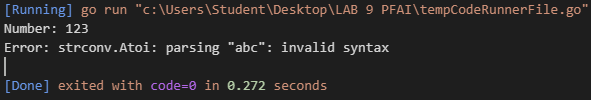 [Running] go run "c:\Users\Student\Desktop\LAB 9 PFAI\tempCodeRunnerFile.go"
Number: 123
Error: strconv.Atoi: parsing "abc": invalid syntax
[Done] exited with code=0 in 0.272 seconds